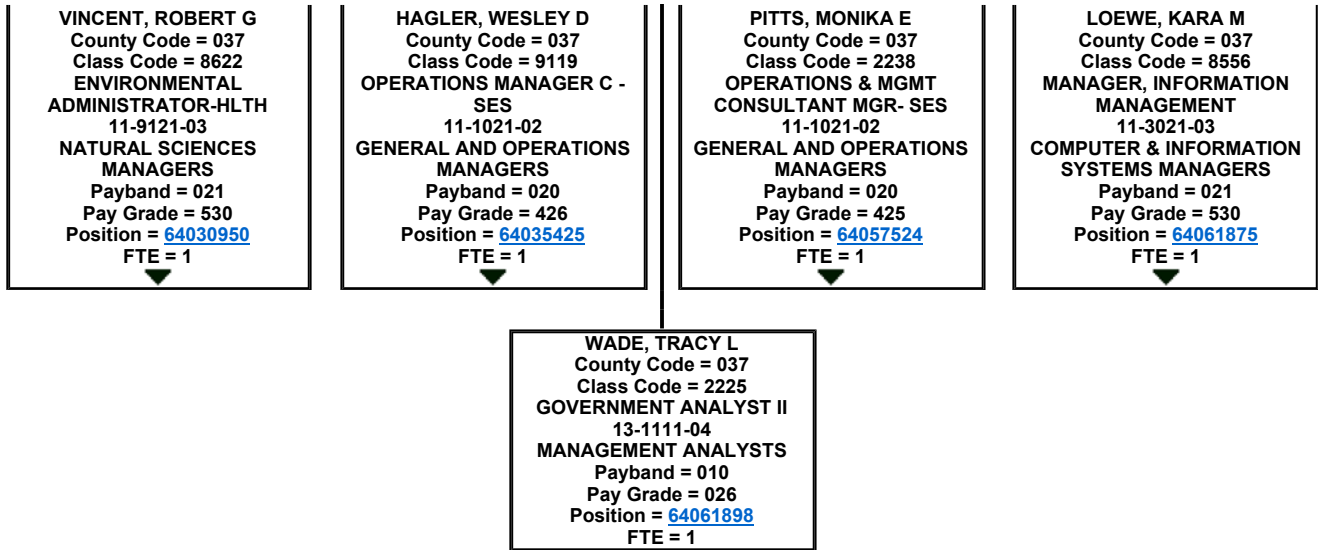 VINCENT, ROBERT G
County Code = 037
Class Code = 8622
ENVIRONMENTAL
ADMINISTRATOR-HLTH
11-9121-03
NATURAL SCIENCES
MANAGERS
Payband = 021
Pay Grade = 530
Position = 64030950
FTE = 1
HAGLER, WESLEY D
County Code = 037
Class Code = 9119
OPERATIONS MANAGER C -
SES
11-1021-02
GENERAL AND OPERATIONS
MANAGERS
Payband = 020
Pay Grade = 426
Position = 64035425
FTE = 1
PITTS, MONIKA E
County Code = 037
Class Code = 2238
OPERATIONS & MGMT
CONSULTANT MGR- SES
11-1021-02
GENERAL AND OPERATIONS
MANAGERS
Payband = 020
Pay Grade = 425
Position = 64057524
FTE = 1
LOEWE, KARA M
County Code = 037
Class Code = 8556
MANAGER, INFORMATION
MANAGEMENT
11-3021-03
COMPUTER & INFORMATION
SYSTEMS MANAGERS
Payband = 021
Pay Grade = 530
Position = 64061875
FTE = 1
WADE, TRACY L
County Code = 037
Class Code = 2225
GOVERNMENT ANALYST II
13-1111-04
MANAGEMENT ANALYSTS
Payband = 010
Pay Grade = 026
Position = 64061898
FTE = 1